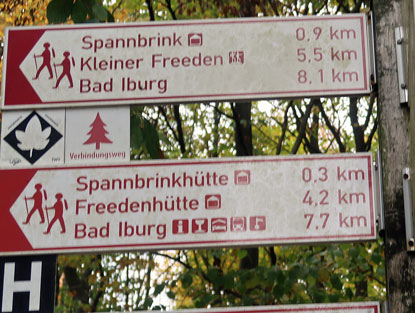 Spannbrink 0,9 km
Kleiner Freeden 5,5 km
Bad Iburg 8,1 km
Verbindungsweg
Spannbrinkhütte 0,3 km
Freedenhütte 4,2 km
Bad Iburg 7,7 km
H